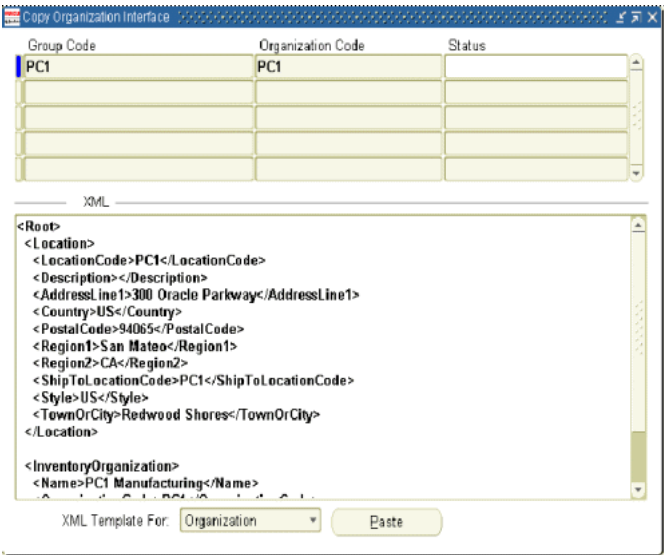 Copy Organization Interface
Group Code Organization Code Status
PC1 PC1
XML
<Root>
<Location>
<LocationCode>PC1</LocationCode>
<Description></Description>
<AddressLine1>300 Oracle Parkway</AddressLine1>
<Country>US</Country>
<PostalCode>94065</PostalCode>
<Region1>San Mateo</Region1>
<Region2>CA</Region2>
<ShipToLocationCode>PC1</ShipToLocationCode>
<Style>US</Style>
<TownOrCity>Redwood Shores</TownOrCity>
</Location>
<InventoryOrganization>
<Name>PC1 Manufacturing</Name>
XML Template For: Organization Paste